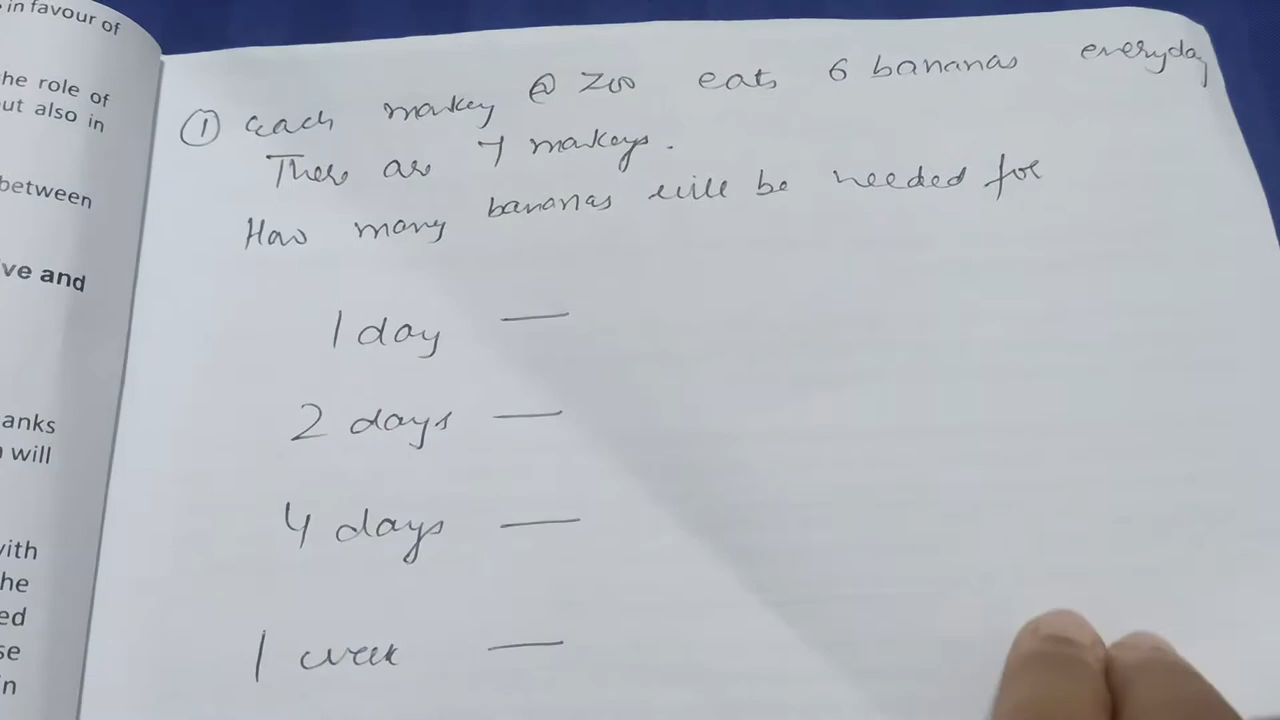 in favour of
he role of
ut also in
between
ve and
anks
will
vith
he
ed
se
n
① Each monkey @ Zoo eats 6 bananas everyday
There are 7 monkeys.
How many bananas will be needed for
1 day —
2 days —
4 days —
1 week —